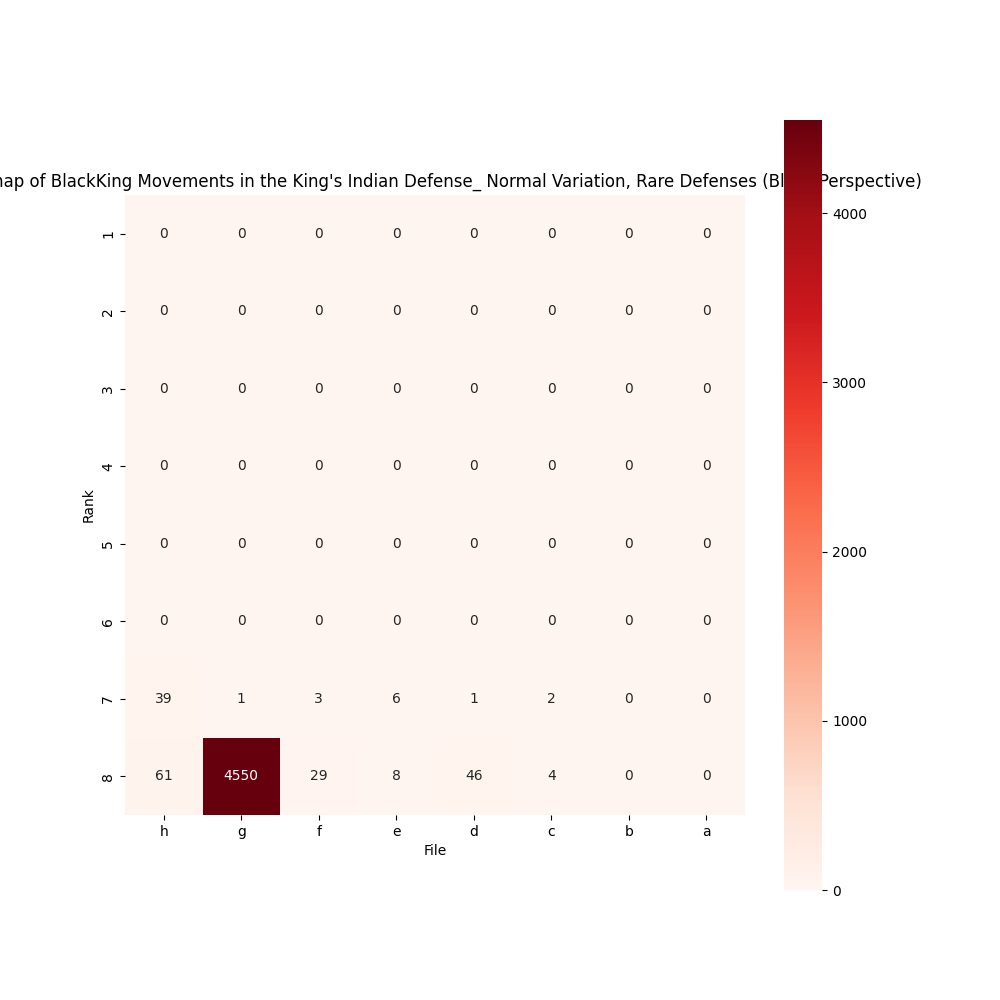 map of BlackKing Movements in the King's Indian Defense_ Normal Variation, Rare Defenses (Bl Perspective)
4000
3000
2000
1000
0
Rank
1 0 0 0 0 0 0 0 0
2 0 0 0 0 0 0 0 0
3 0 0 0 0 0 0 0 0
4 0 0 0 0 0 0 0 0
5 0 0 0 0 0 0 0 0
6 0 0 0 0 0 0 0 0
7 39 1 3 6 1 2 0 0
8 61 4550 29 8 46 4 0 0
h g f e d c b a
File